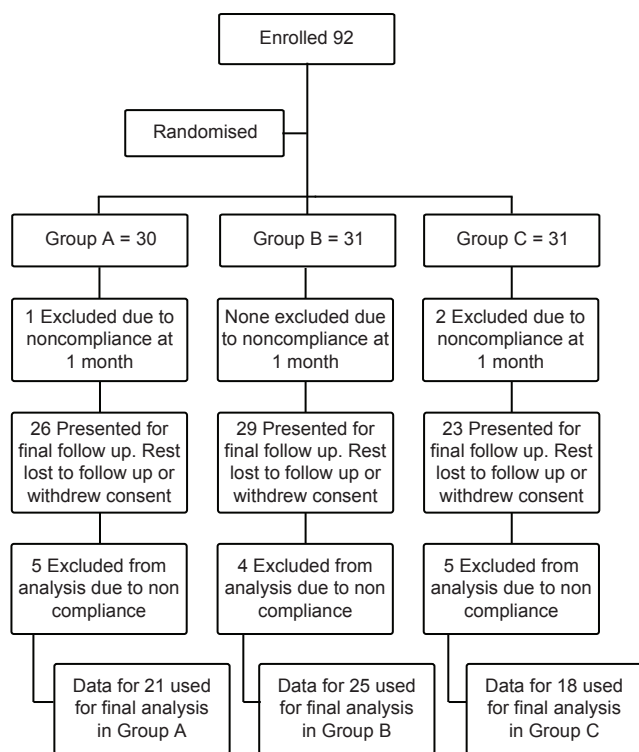 Enrolled 92
Randomised
Group A = 30
Group B = 31
Group C = 31
1 Excluded due to
noncompliance at
1 month
None excluded due
to noncompliance at
1 month
2 Excluded due to
noncompliance at
1 month
26 Presented for
final follow up. Rest
lost to follow up or
withdrew consent
29 Presented for
final follow up. Rest
lost to follow up or
withdrew consent
23 Presented for
final follow up. Rest
lost to follow up or
withdrew consent
5 Excluded from
analysis due to non
compliance
4 Excluded from
analysis due to non
compliance
5 Excluded from
analysis due to non
compliance
Data for 21 used
for final analysis
in Group A
Data for 25 used
for final analysis
in Group B
Data for 18 used
for final analysis
in Group C